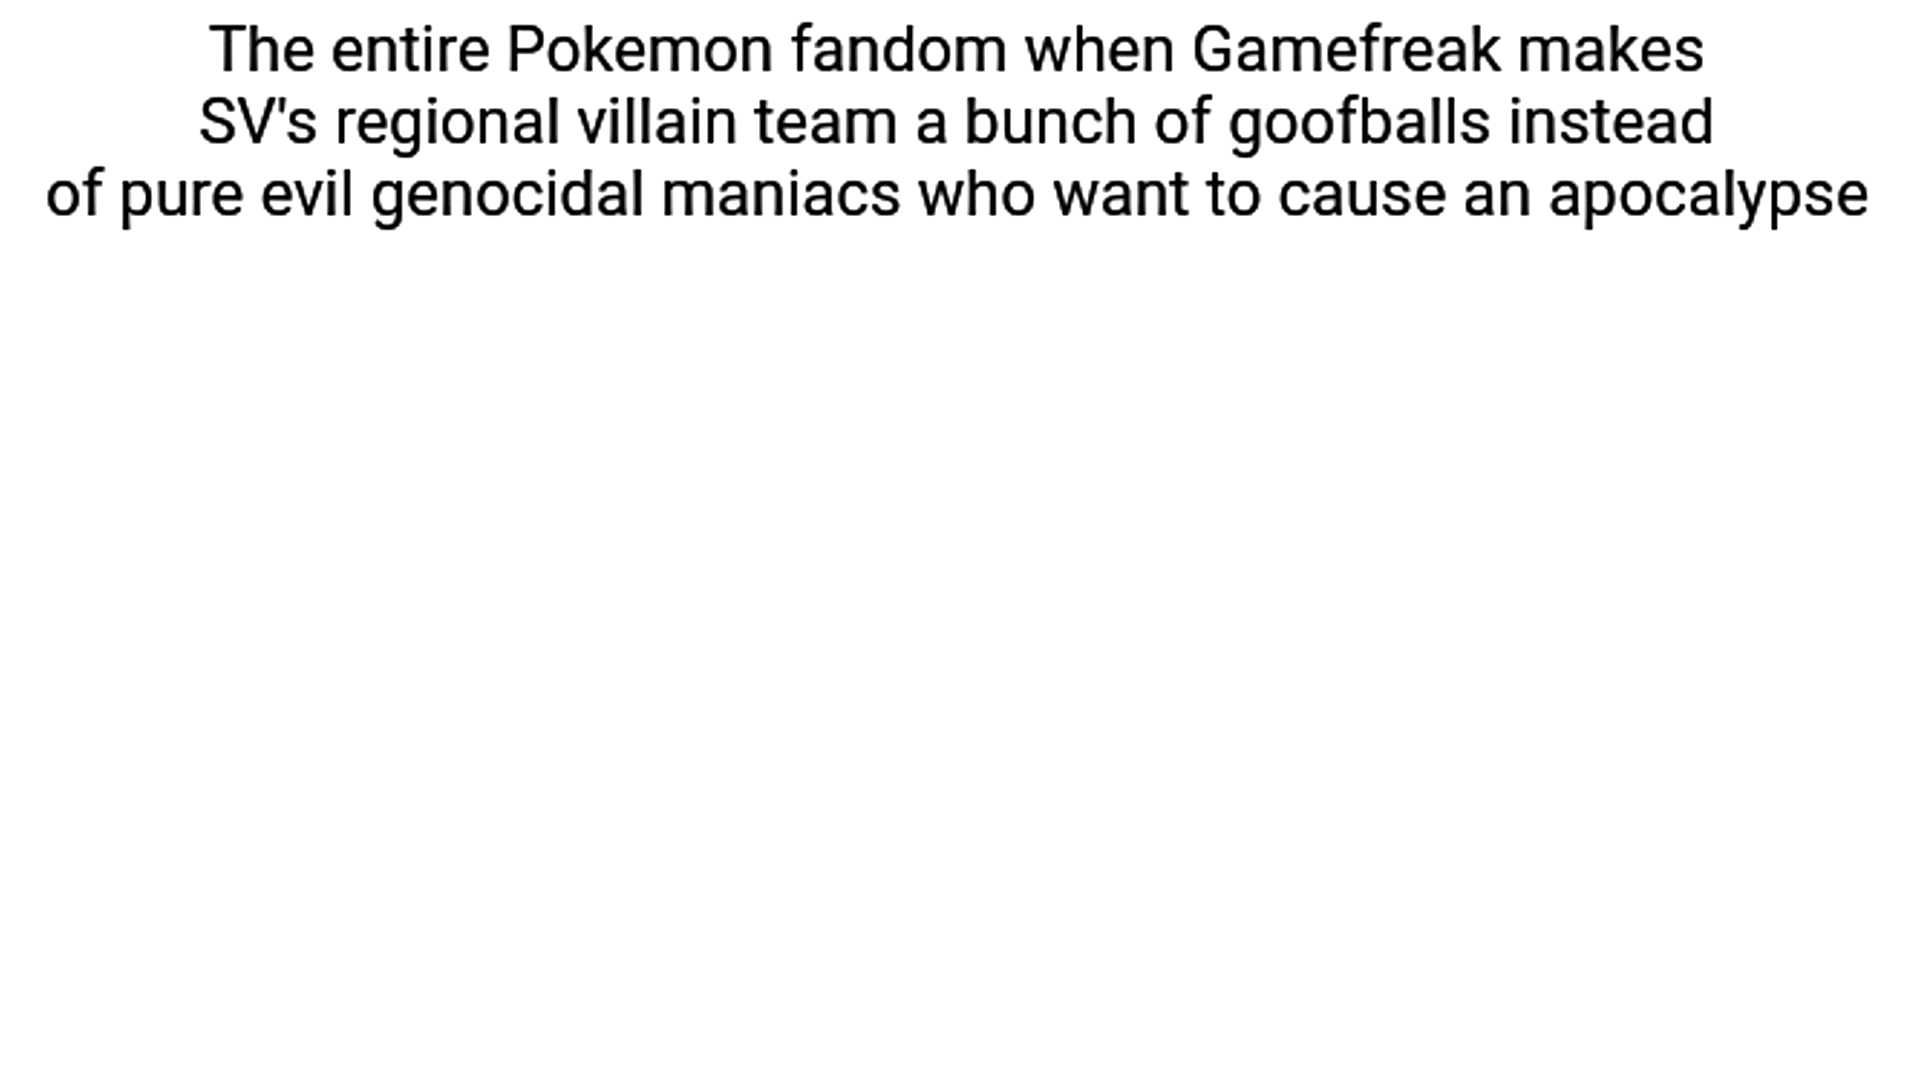 The entire Pokemon fandom when Gamefreak makes
SV's regional villain team a bunch of goofballs instead
of pure evil genocidal maniacs who want to cause an apocalypse